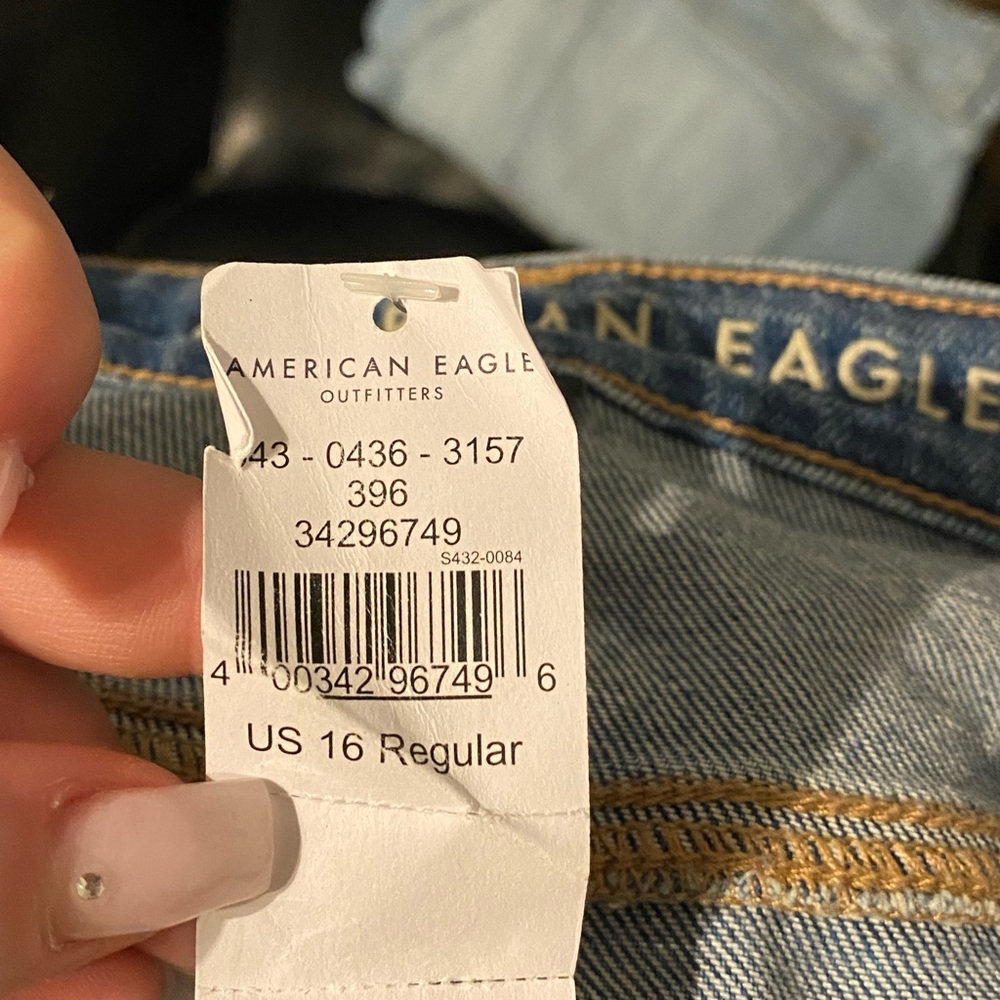 AMERICAN EAGLE
OUTFITTERS
43 - 0436 - 3157
396
34296749
S432-0084
4 00342 96749 6
US 16 Regular
AN EAGLE